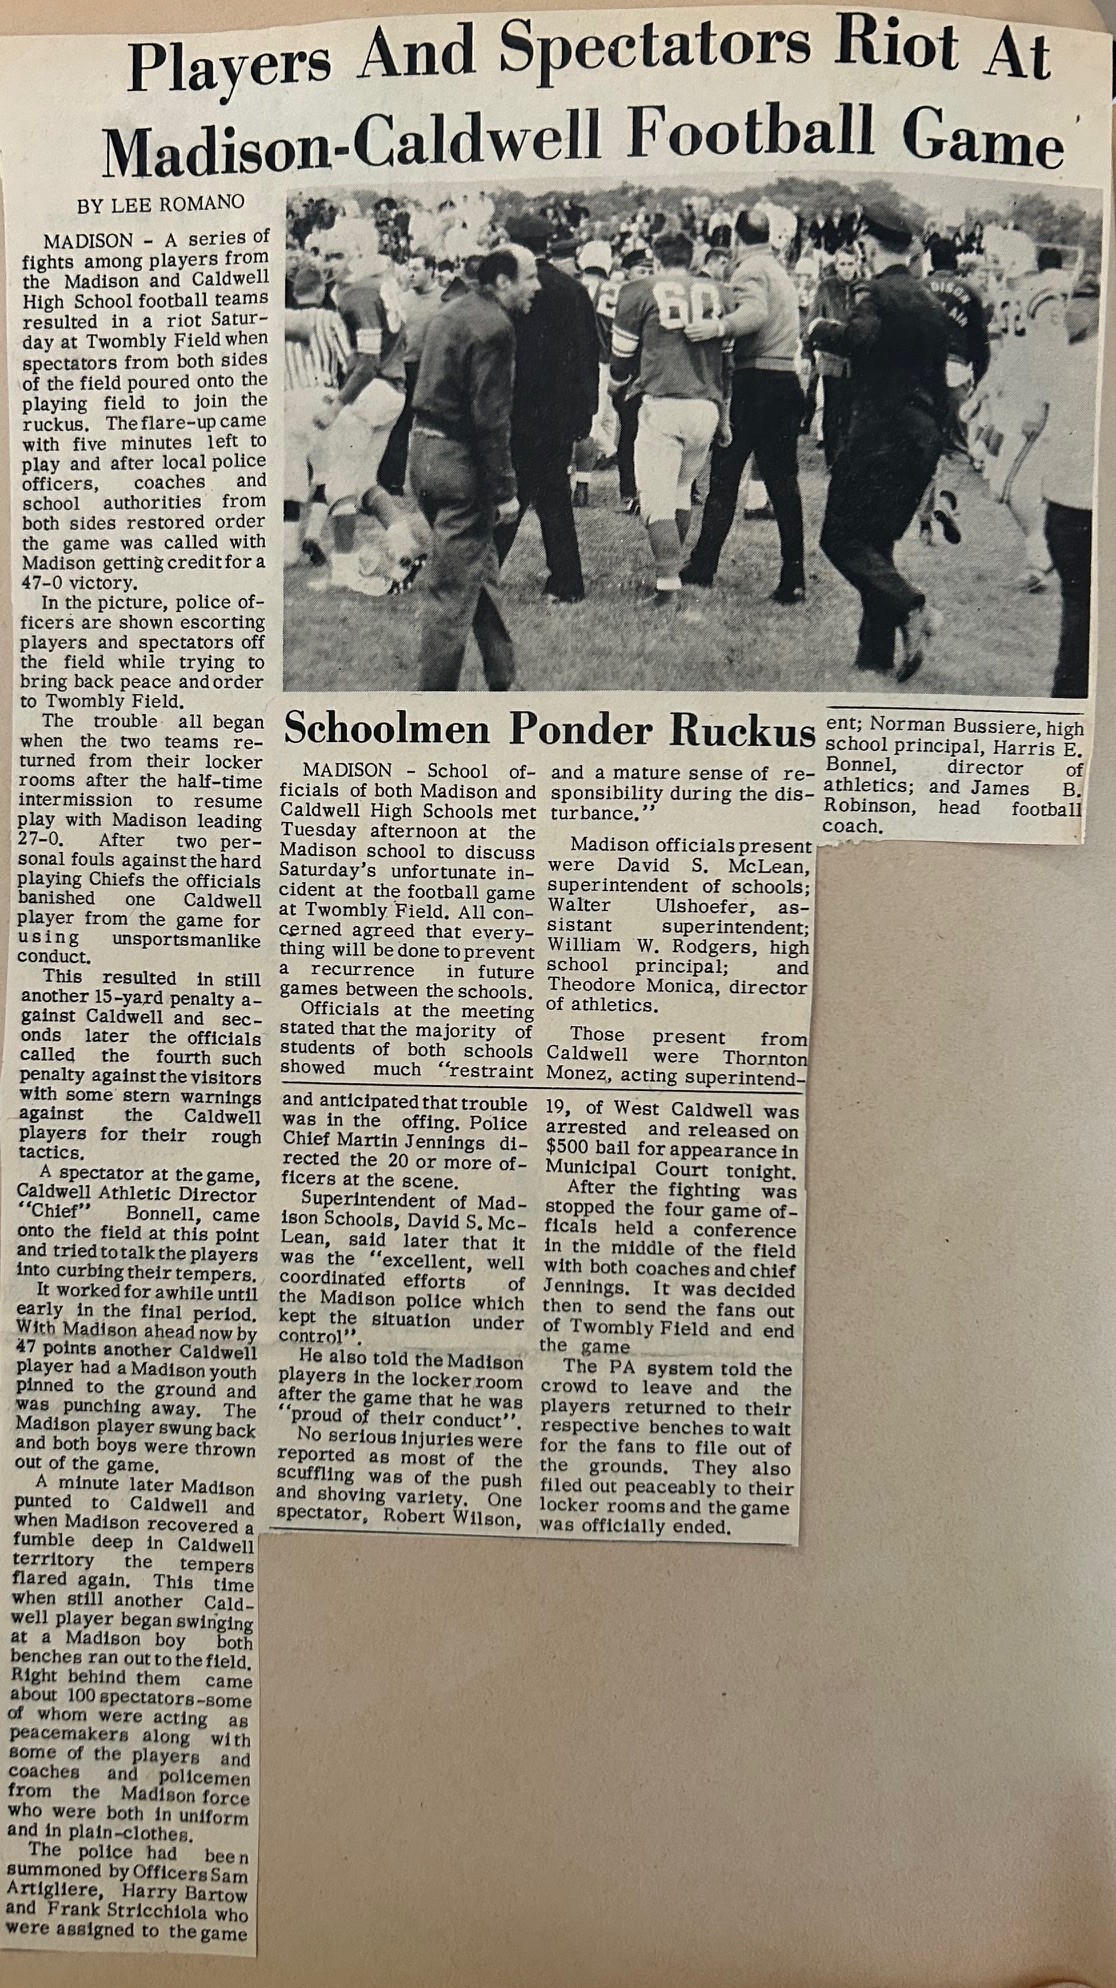 Players And Spectators Riot At
Madison-Caldwell Football Game
BY LEE ROMANO
MADISON - A series of
fights among players from
the Madison and Caldwell
High School football teams
resulted in a riot Satur-
day at Twombly Field when
spectators from both sides
of the field poured onto the
playing field to join the
ruckus. The flare-up came
with five minutes left to
play and after local police
officers, coaches and
school authorities from
both sides restored order
the game was called with
Madison getting credit for a
47-0 victory.
In the picture, police of-
ficers are shown escorting
players and spectators off
the field while trying to
bring back peace and order
to Twombly Field.
The trouble all began
when the two teams re-
turned from their locker
rooms after the half-time
intermission to resume
play with Madison leading
27-0. After two per-
sonal fouls against the hard
playing Chiefs the officials
banished one Caldwell
player from the game for
using unsportsmanlike
conduct.
This resulted in still
another 15-yard penalty a-
gainst Caldwell and sec-
onds later the officials
called the fourth such
penalty against the visitors
with some stern warnings
against the Caldwell
players for their rough
tactics.
A spectator at the game,
Caldwell Athletic Director
"Chief" Bonnell, came
onto the field at this point
and tried to talk the players
into curbing their tempers.
It worked for awhile until
early in the final period.
With Madison ahead now by
47 points another Caldwell
player had a Madison youth
pinned to the ground and
was punching away. The
Madison player swung back
and both boys were thrown
out of the game.
A minute later Madison
punted to Caldwell and
when Madison recovered a
fumble deep in Caldwell
territory the tempers
flared again. This time
when still another Cald-
well player began swinging
at a Madison boy both
benches ran out to the field.
Right behind them came
about 100 spectators-some
of whom were acting as
peacemakers along with
some of the players and
coaches and policemen
from the Madison force
who were both in uniform
and in plain-clothes.
The police had been
summoned by Officers Sam
Artigliere, Harry Bartow
and Frank Stricchiola who
were assigned to the game
and anticipated that trouble
was in the offing. Police
Chief Martin Jennings di-
rected the 20 or more of-
ficers at the scene.
Superintendent of Mad-
ison Schools, David S. Mc-
Lean, said later that it
was the "excellent, well
coordinated efforts of
the Madison police which
kept the situation under
control".
He also told the Madison
players in the locker room
after the game that he was
"proud of their conduct".
No serious injuries were
reported as most of the
scuffling was of the push
and shoving variety. One
spectator, Robert Wilson,
19, of West Caldwell was
arrested and released on
$500 bail for appearance in
Municipal Court tonight.
After the fighting was
stopped the four game of-
ficals held a conference
in the middle of the field
with both coaches and chief
Jennings. It was decided
then to send the fans out
of Twombly Field and end
the game
The PA system told the
crowd to leave and the
players returned to their
respective benches to wait
for the fans to file out of
the grounds. They also
filed out peaceably to their
locker rooms and the game
was officially ended.
60
DISON
AIR
Schoolmen Ponder Ruckus
MADISON - School of-
ficials of both Madison and
Caldwell High Schools met
Tuesday afternoon at the
Madison school to discuss
Saturday's unfortunate in-
cident at the football game
at Twombly Field. All con-
cerned agreed that every-
thing will be done to prevent
a recurrence in future
games between the schools.
Officials at the meeting
stated that the majority of
students of both schools
showed much "restraint
and a mature sense of re-
sponsibility during the dis-
turbance."
Madison officials present
were David S. McLean,
superintendent of schools;
Walter Ulshoefer, as-
sistant superintendent;
William W. Rodgers, high
school principal; and
Theodore Monica, director
of athletics.
Those present from
Caldwell were Thornton
Monez, acting superintend-
ent; Norman Bussiere, high
school principal, Harris E.
Bonnel, director of
athletics; and James B.
Robinson, head football
coach.